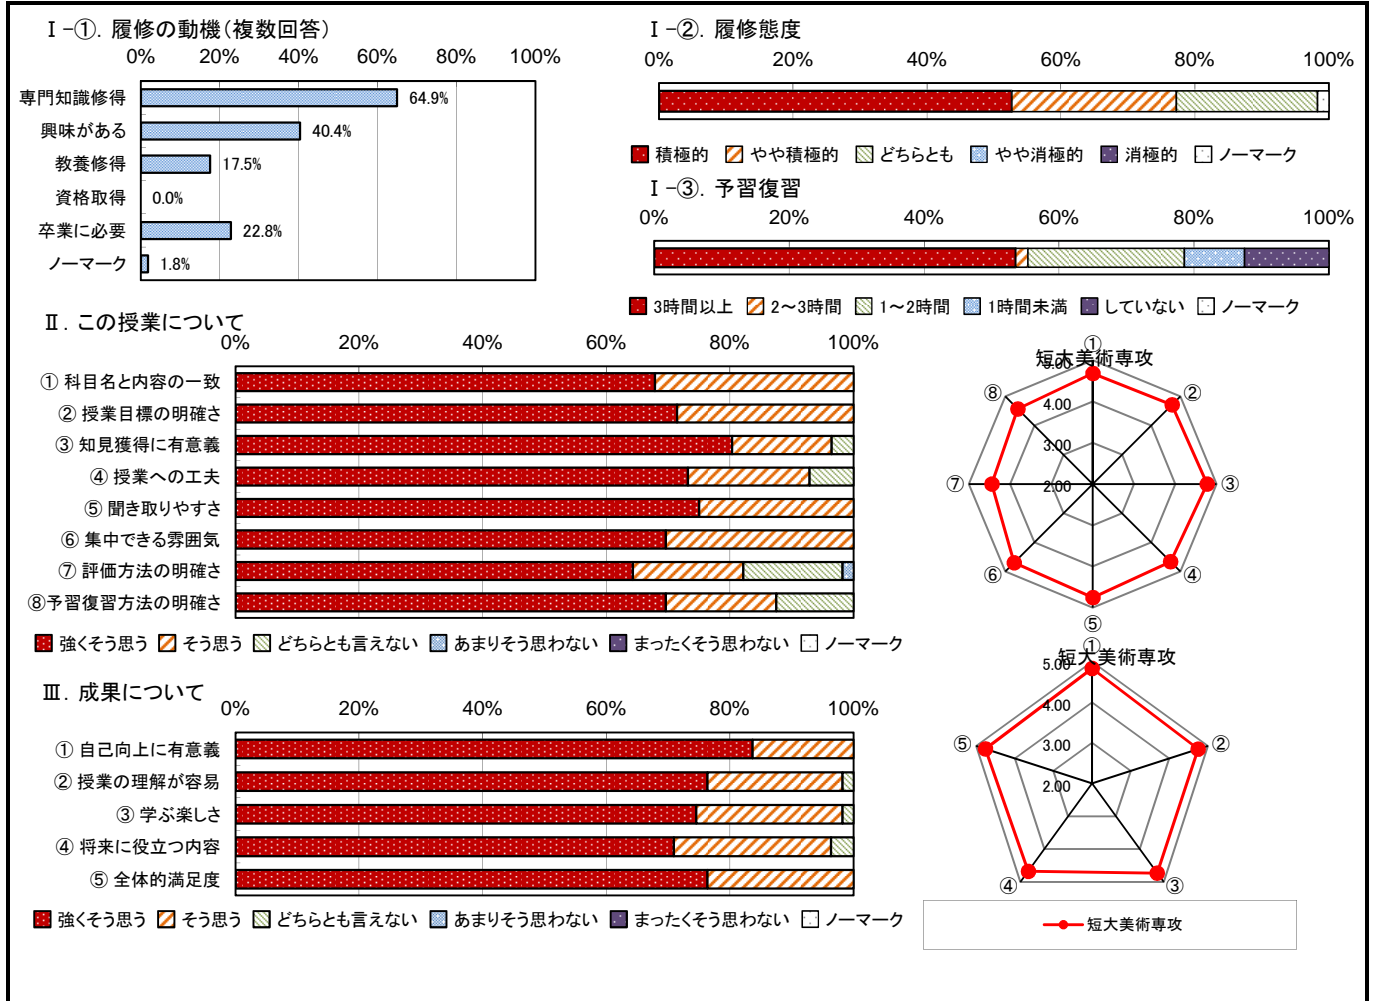 Ⅰ-①. 履修の動機(複数回答)
0% 20% 40% 60% 80% 100%
専門知識修得 64.9%
興味がある 40.4%
教養修得 17.5%
資格取得 0.0%
卒業に必要 22.8%
ノーマーク 1.8%
Ⅰ-②. 履修態度
0% 20% 40% 60% 80% 100%
積極的 やや積極的 どちらとも やや消極的 消極的 ノーマーク
Ⅰ-③. 予習復習
0% 20% 40% 60% 80% 100%
3時間以上 2～3時間 1～2時間 1時間未満 していない ノーマーク
Ⅱ. この授業について
0% 20% 40% 60% 80% 100%
① 科目名と内容の一致
② 授業目標の明確さ
③ 知見獲得に有意義
④ 授業への工夫
⑤ 聞き取りやすさ
⑥ 集中できる雰囲気
⑦ 評価方法の明確さ
⑧予習復習方法の明確さ
強くそう思う そう思う どちらとも言えない あまりそう思わない まったくそう思わない ノーマーク
短大美術専攻
①
②
③
④
⑤
⑥
⑦
⑧
5.00
4.00
3.00
2.00
Ⅲ. 成果について
0% 20% 40% 60% 80% 100%
① 自己向上に有意義
② 授業の理解が容易
③ 学ぶ楽しさ
④ 将来に役立つ内容
⑤ 全体的満足度
強くそう思う そう思う どちらとも言えない あまりそう思わない まったくそう思わない ノーマーク
短大美術専攻
①
②
③
④
⑤
5.00
4.00
3.00
2.00
短大美術専攻